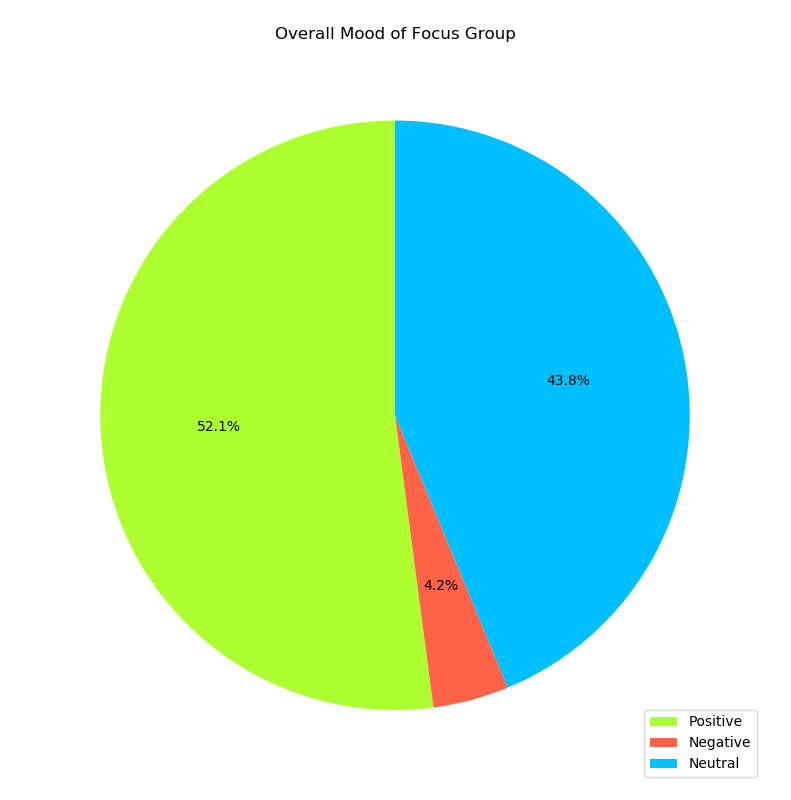 Overall Mood of Focus Group
43.8%
52.1%
4.2%
Positive
Negative
Neutral